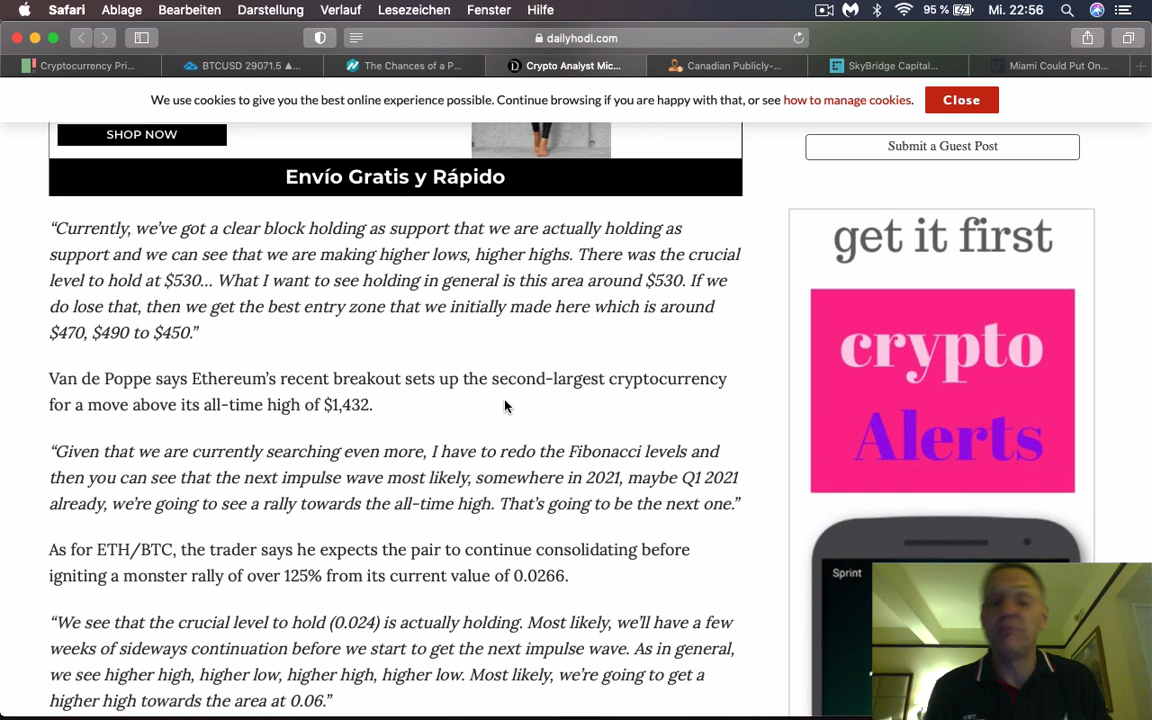 Safari Ablage Bearbeiten Darstellung Verlauf Lesezeichen Fenster Hilfe 95 % Mi. 22:56
dailyhodl.com
Cryptocurrency Pri... BTCUSD 29071.5 ▲... The Chances of a P... Crypto Analyst Mic... Canadian Publicly-... SkyBridge Capital... Miami Could Put On...
We use cookies to give you the best online experience possible. Continue browsing if you are happy with that, or see how to manage cookies. Close
SHOP NOW
Envío Gratis y Rápido
“Currently, we’ve got a clear block holding as support that we are actually holding as
support and we can see that we are making higher lows, higher highs. There was the crucial
level to hold at $530... What I want to see holding in general is this area around $530. If we
do lose that, then we get the best entry zone that we initially made here which is around
$470, $490 to $450.”
Van de Poppe says Ethereum’s recent breakout sets up the second-largest cryptocurrency
for a move above its all-time high of $1,432.
“Given that we are currently searching even more, I have to redo the Fibonacci levels and
then you can see that the next impulse wave most likely, somewhere in 2021, maybe Q1 2021
already, we’re going to see a rally towards the all-time high. That’s going to be the next one.”
As for ETH/BTC, the trader says he expects the pair to continue consolidating before
igniting a monster rally of over 125% from its current value of 0.0266.
“We see that the crucial level to hold (0.024) is actually holding. Most likely, we’ll have a few
weeks of sideways continuation before we start to get the next impulse wave. As in general,
we see higher high, higher low, higher high, higher low. Most likely, we’re going to get a
higher high towards the area at 0.06.”
Submit a Guest Post
get it first
crypto
Alerts
Sprint